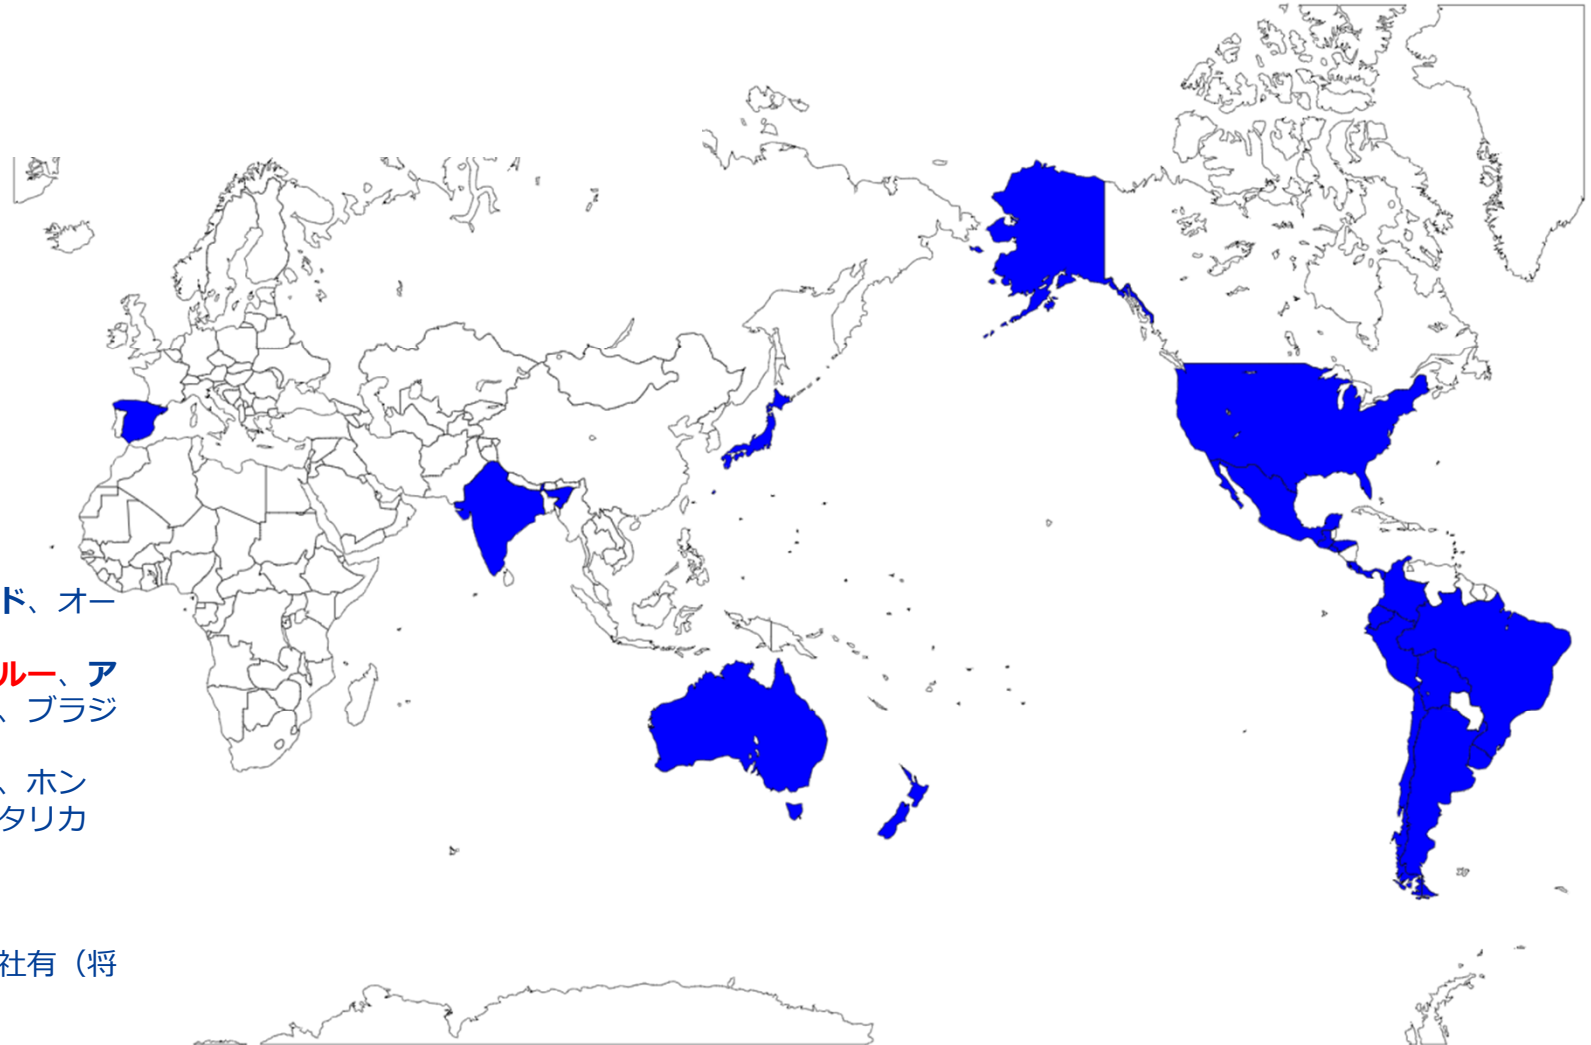 ド、オー
ルー、ア
、ブラジ
、ホン
タリカ
社有（将